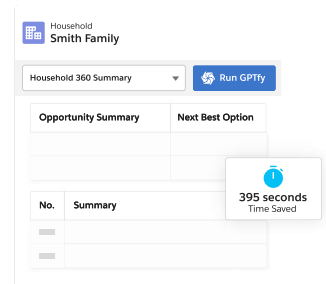 Household
Smith Family
Household 360 Summary
Run GPTfy
Opportunity Summary Next Best Option
395 seconds
Time Saved
No. Summary